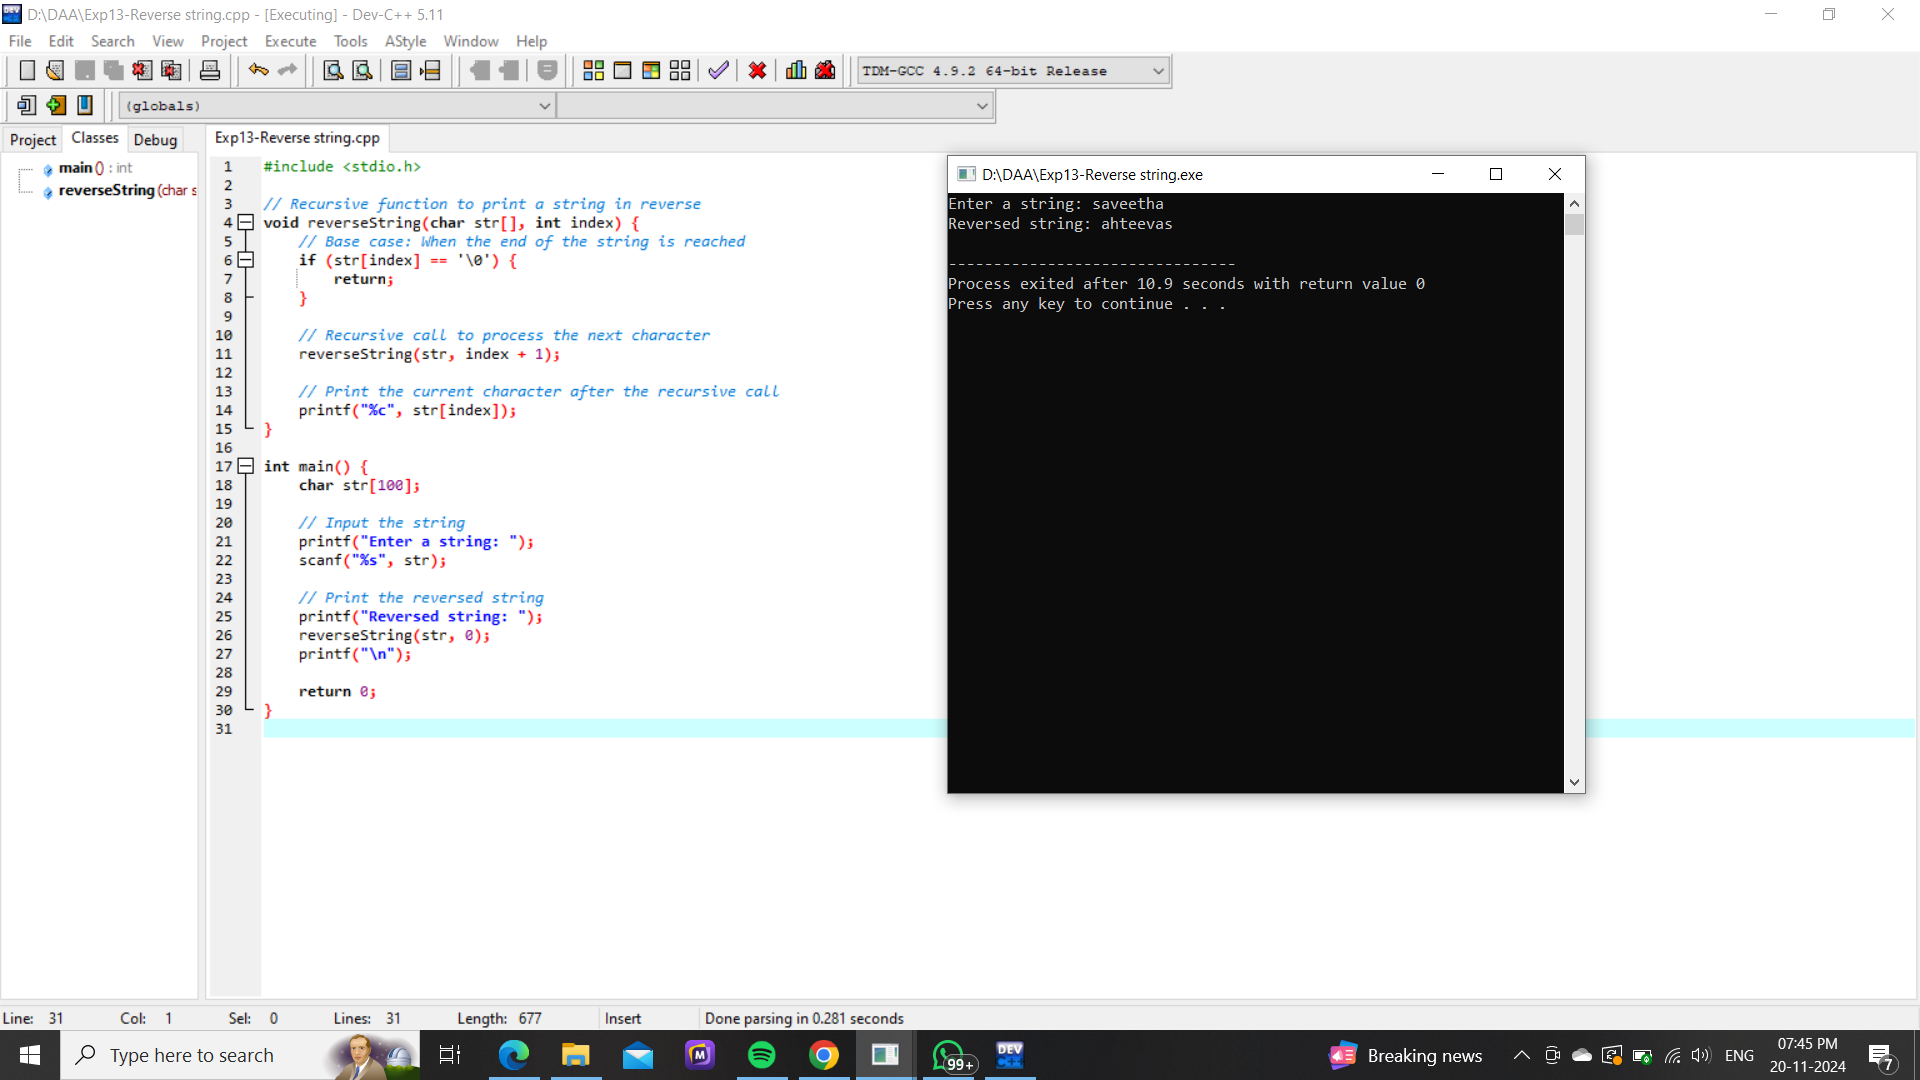 D:\DAA\Exp13-Reverse string.cpp - [Executing] - Dev-C++ 5.11
File Edit Search View Project Execute Tools AStyle Window Help
TDM-GCC 4.9.2 64-bit Release
(globals)
Project Classes Debug
Exp13-Reverse string.cpp
main () : int
reverseString (char s
1 #include <stdio.h>
2
3 // Recursive function to print a string in reverse
4 void reverseString(char str[], int index) {
5 // Base case: When the end of the string is reached
6 if (str[index] == '\0') {
7 return;
8 }
9
10 // Recursive call to process the next character
11 reverseString(str, index + 1);
12
13 // Print the current character after the recursive call
14 printf("%c", str[index]);
15 }
16
17 int main() {
18 char str[100];
19
20 // Input the string
21 printf("Enter a string: ");
22 scanf("%s", str);
23
24 // Print the reversed string
25 printf("Reversed string: ");
26 reverseString(str, 0);
27 printf("\n");
28
29 return 0;
30 }
31
D:\DAA\Exp13-Reverse string.exe
Enter a string: saveetha
Reversed string: ahteevas
--------------------------------
Process exited after 10.9 seconds with return value 0
Press any key to continue . . .
Line: 31 Col: 1 Sel: 0 Lines: 31 Length: 677 Insert Done parsing in 0.281 seconds
Type here to search
M
99+
DEV
C++
Breaking news
ENG
07:45 PM
20-11-2024
7